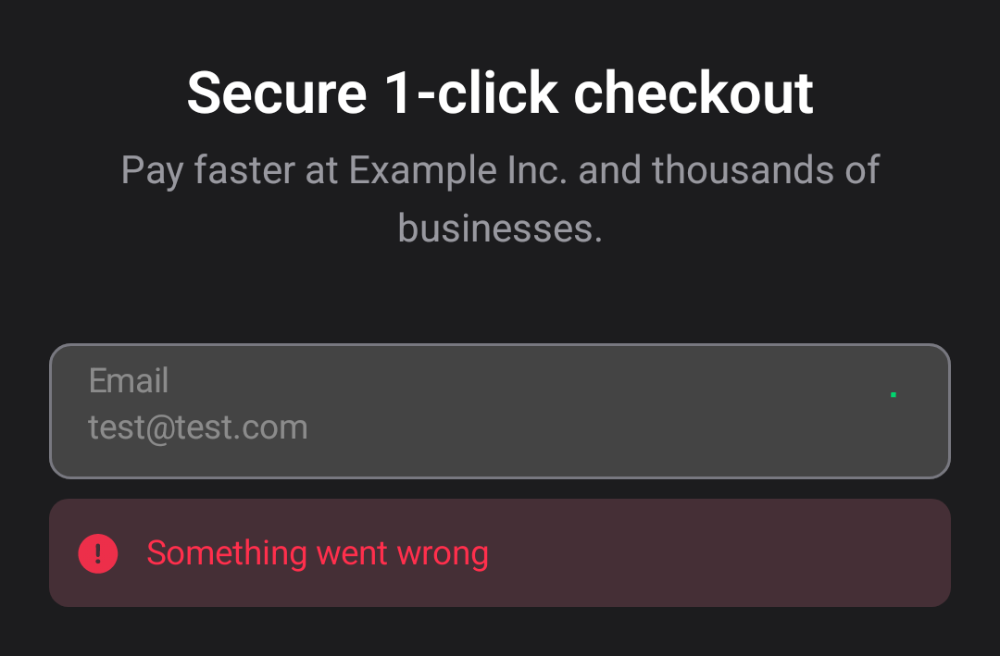 Secure 1-click checkout
Pay faster at Example Inc. and thousands of
businesses.
Email
test@test.com
Something went wrong